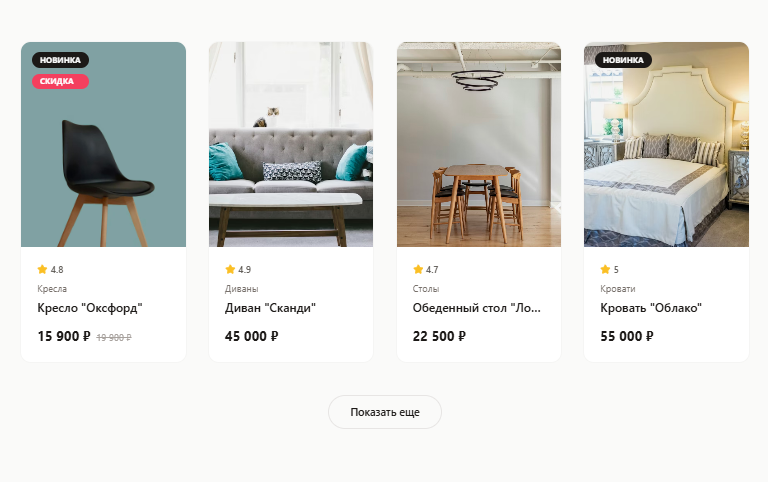 НОВИНКА
СКИДКА
4.8
Кресла
Кресло "Оксфорд"
15 900 ₽ 19 900 ₽
4.9
Диваны
Диван "Сканди"
45 000 ₽
4.7
Столы
Обеденный стол "Ло...
22 500 ₽
НОВИНКА
5
Кровати
Кровать "Облако"
55 000 ₽
Показать еще